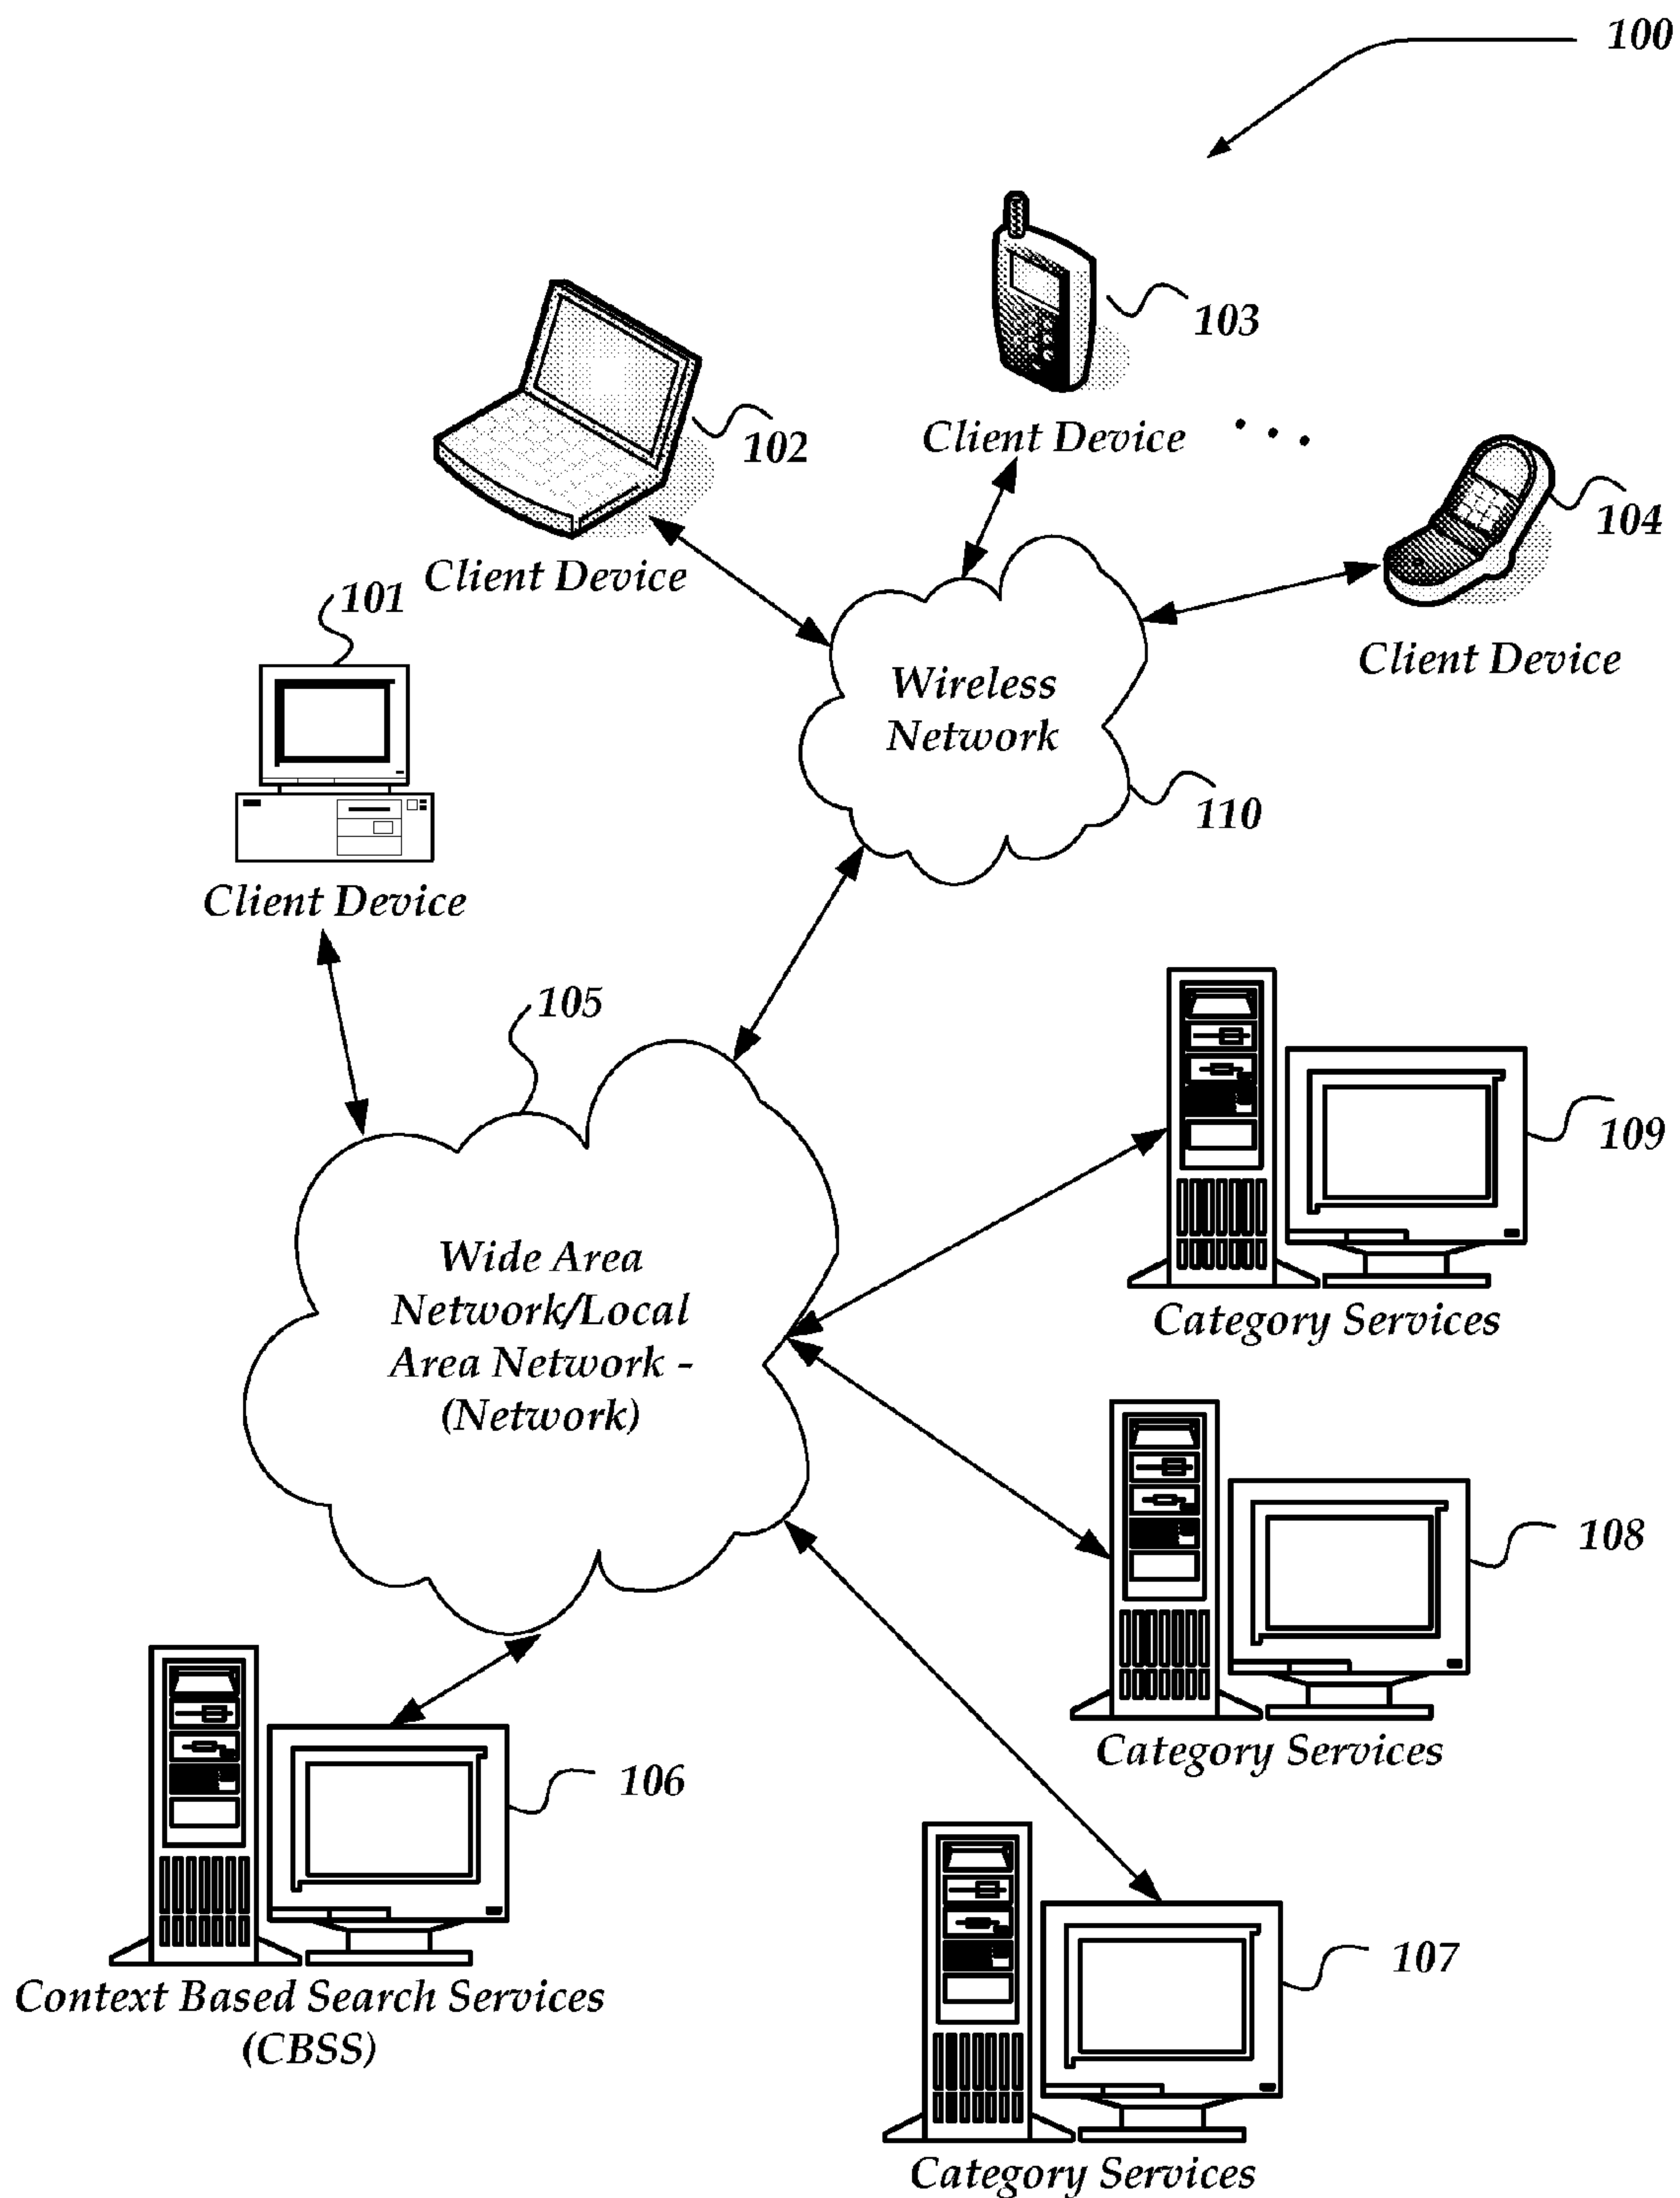 100
103
Client Device
102
Client Device
104
Client Device
101
Client Device
Wireless
Network
110
105
Wide Area
Network/Local
Area Network -
(Network)
109
Category Services
108
Category Services
106
Context Based Search Services
(CBSS)
107
Category Services